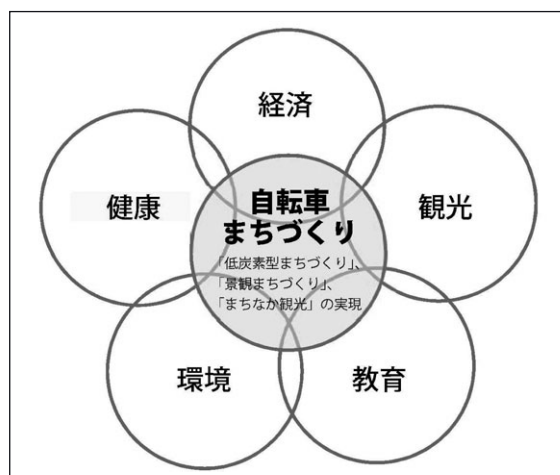 経済
健康
観光
自転車
まちづくり
「低炭素型まちづくり」、
「景観まちづくり」、
「まちなか観光」の実現
環境
教育